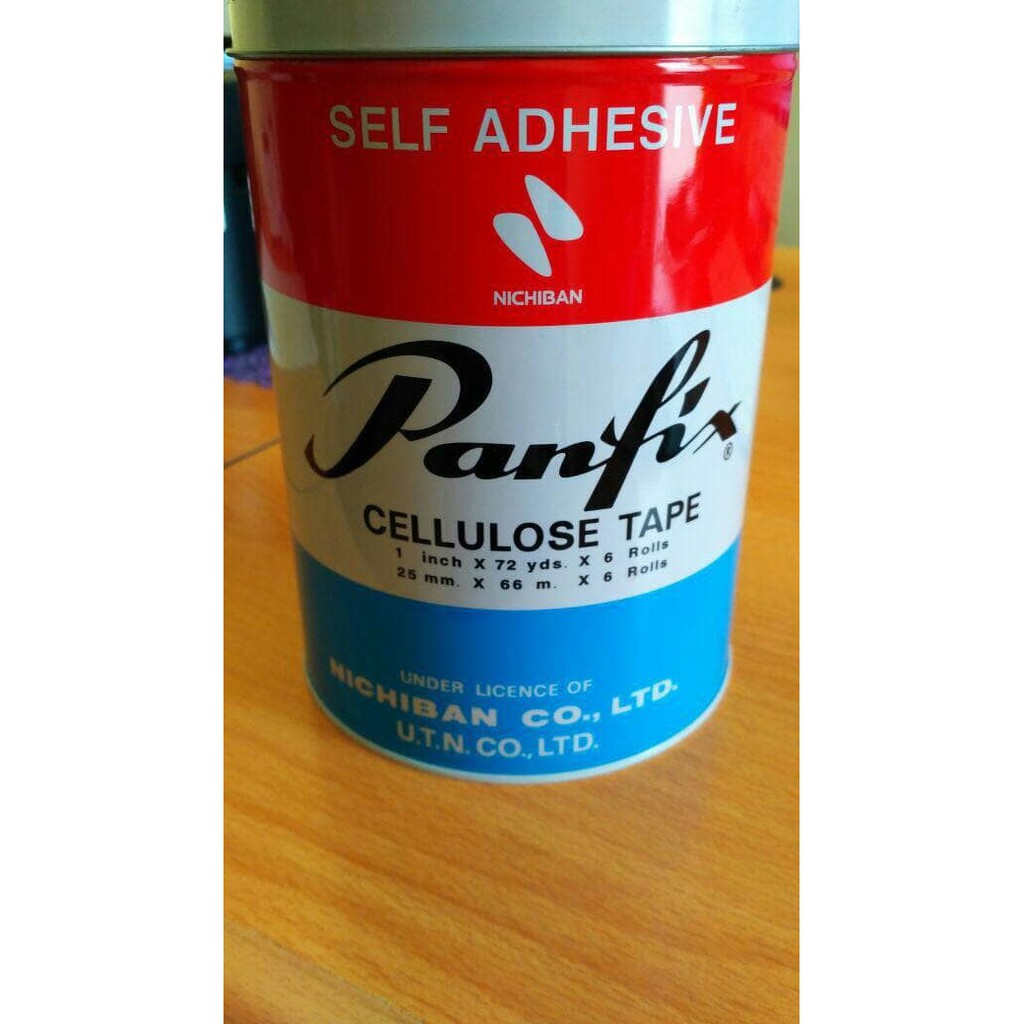 SELF ADHESIVE
NICHIBAN
Panfix®
CELLULOSE TAPE
1 inch X 72 yds. X 6 Rolls
25 mm. X 66 m. X 6 Rolls
UNDER LICENCE OF
NICHIBAN CO., LTD.
U.T.N. CO., LTD.